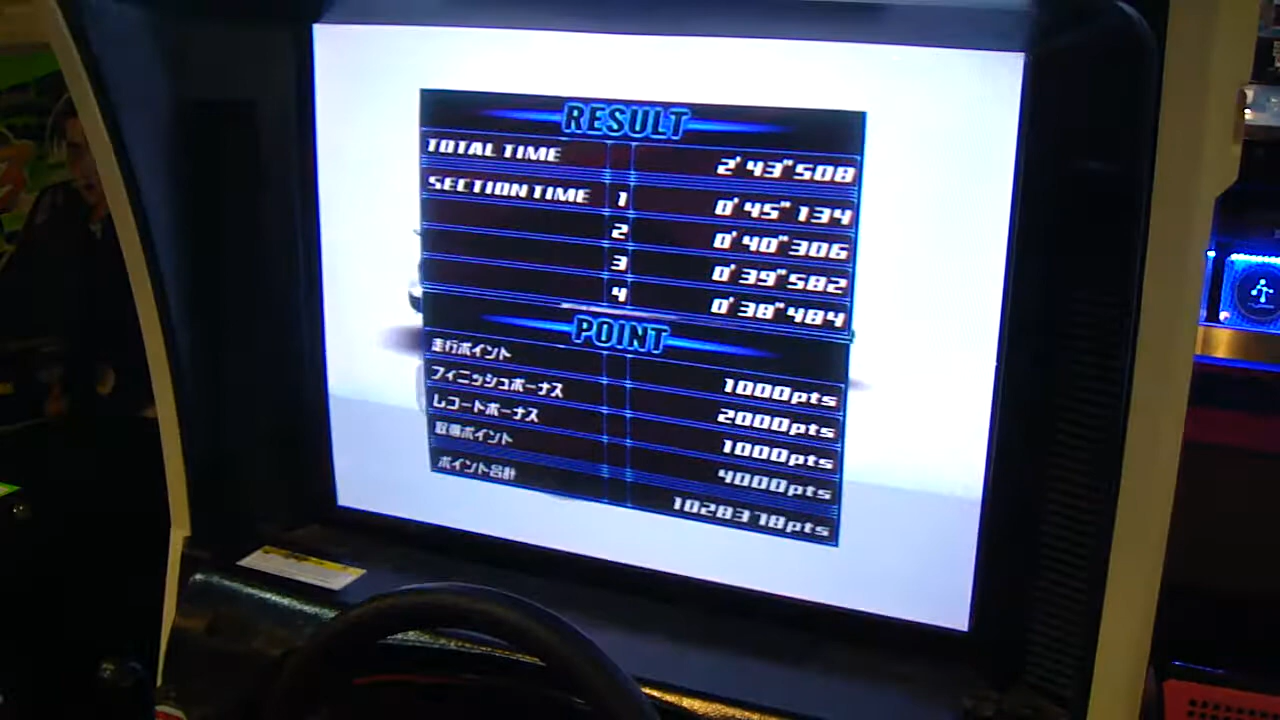 RESULT
TOTAL TIME 2'43"508
SECTION TIME 1 0'45"134
2 0'40"306
3 0'39"582
4 0'38"484
POINT
走行ポイント 1000pts
フィニッシュボーナス 2000pts
レコードボーナス 1000pts
取得ポイント 4000pts
ポイント合計 1028378pts